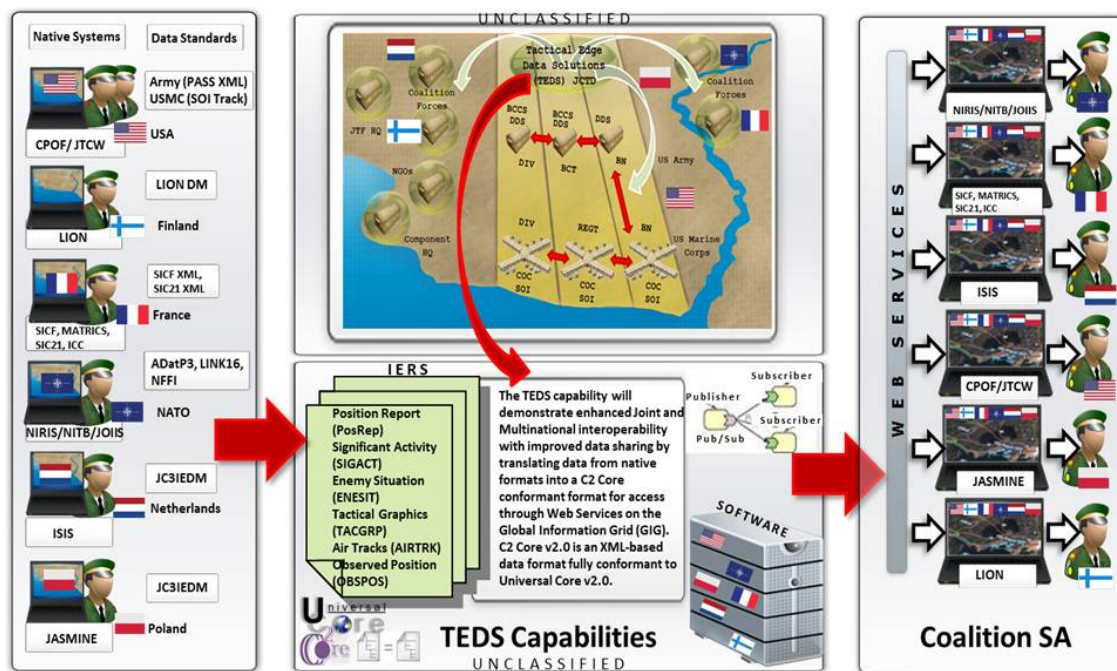 UNCLASSIFIED
Native Systems
Data Standards
Army (PASS XML)
USMC (SOI Track)
USA
CPOF/ JTCW
LION DM
Finland
LION
SICF XML,
SIC21 XML
France
SICF, MATRICS,
SIC21, ICC
ADatP3, LINK16,
NFFI
NATO
NIRIS/NITB/JOIIS
JC3IEDM
Netherlands
ISIS
JC3IEDM
Poland
JASMINE
Tactical Edge
Data Solutions
(TEDS) JCTD
Coalition
Forces
Coalition
Forces
JTF HQ
NGOs
Component
HQ
BCCS
DDS
BCCS
DDS
DDS
DIV
BCT
BN
US Army
DIV
REGT
BN
US Marine
Corps
COC
SOI
COC
SOI
COC
SOI
IERS
Position Report
(PosRep)
Significant Activity
(SIGACT)
Enemy Situation
(ENESIT)
Tactical Graphics
(TACGRP)
Air Tracks (AIRTRK)
Observed Position
(OBSPOS)
The TEDS capability will
demonstrate enhanced Joint and
Multinational interoperability
with improved data sharing by
translating data from native
formats into a C2 Core
conformant format for access
through Web Services on the
Global Information Grid (GIG).
C2 Core v2.0 is an XML-based
data format fully conformant to
Universal Core v2.0.
Subscriber
Publisher
Subscriber
Pub/Sub
SOFTWARE
Universal
Core
C2 Core
TEDS Capabilities
UNCLASSIFIED
WEB SERVICES
NIRIS/NITB/JOIIS
SICF, MATRICS,
SIC21, ICC
ISIS
CPOF/JTCW
JASMINE
LION
Coalition SA